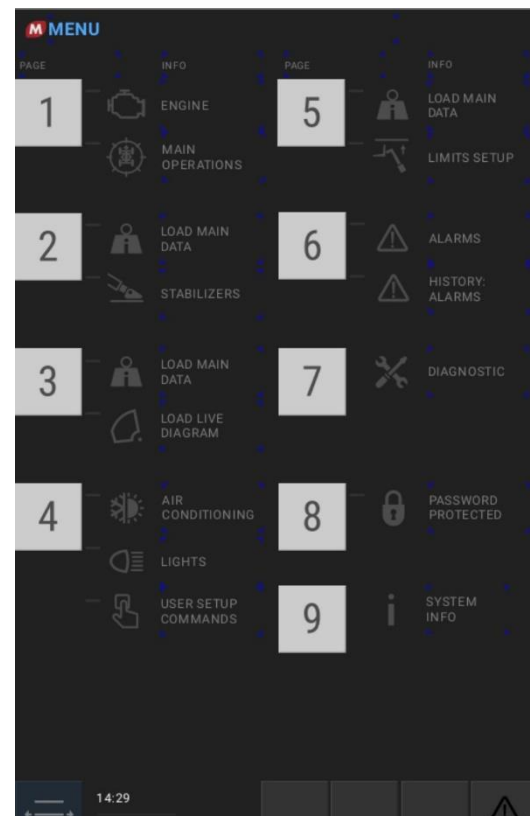 M MENU
PAGE INFO PAGE INFO
1
ENGINE
MAIN
OPERATIONS
2
LOAD MAIN
DATA
STABILIZERS
3
LOAD MAIN
DATA
LOAD LIVE
DIAGRAM
4
AIR
CONDITIONING
LIGHTS
USER SETUP
COMMANDS
5
LOAD MAIN
DATA
LIMITS SETUP
6
ALARMS
HISTORY:
ALARMS
7
DIAGNOSTIC
8
PASSWORD
PROTECTED
9
SYSTEM
INFO
14:29